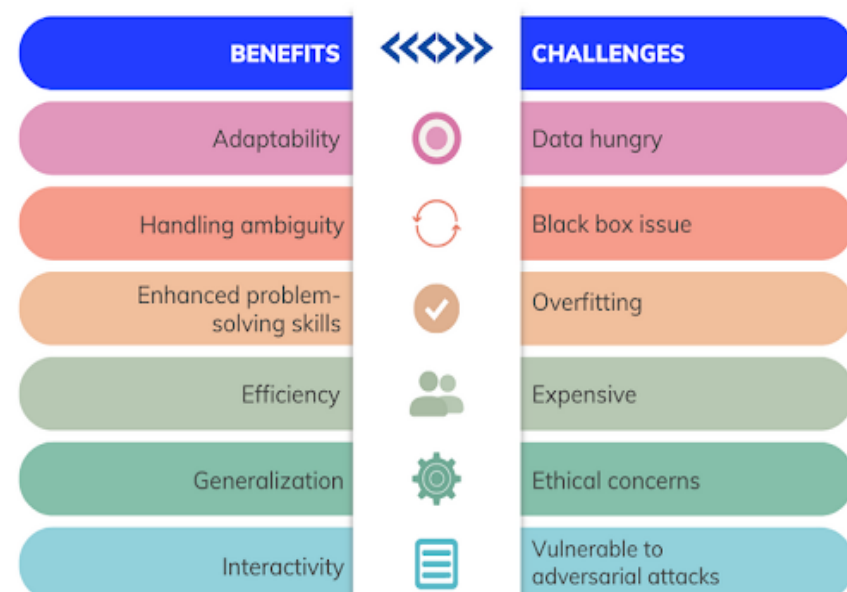 BENEFITS
CHALLENGES
Adaptability
Data hungry
Handling ambiguity
Black box issue
Enhanced problem-
solving skills
Overfitting
Efficiency
Expensive
Generalization
Ethical concerns
Interactivity
Vulnerable to
adversarial attacks